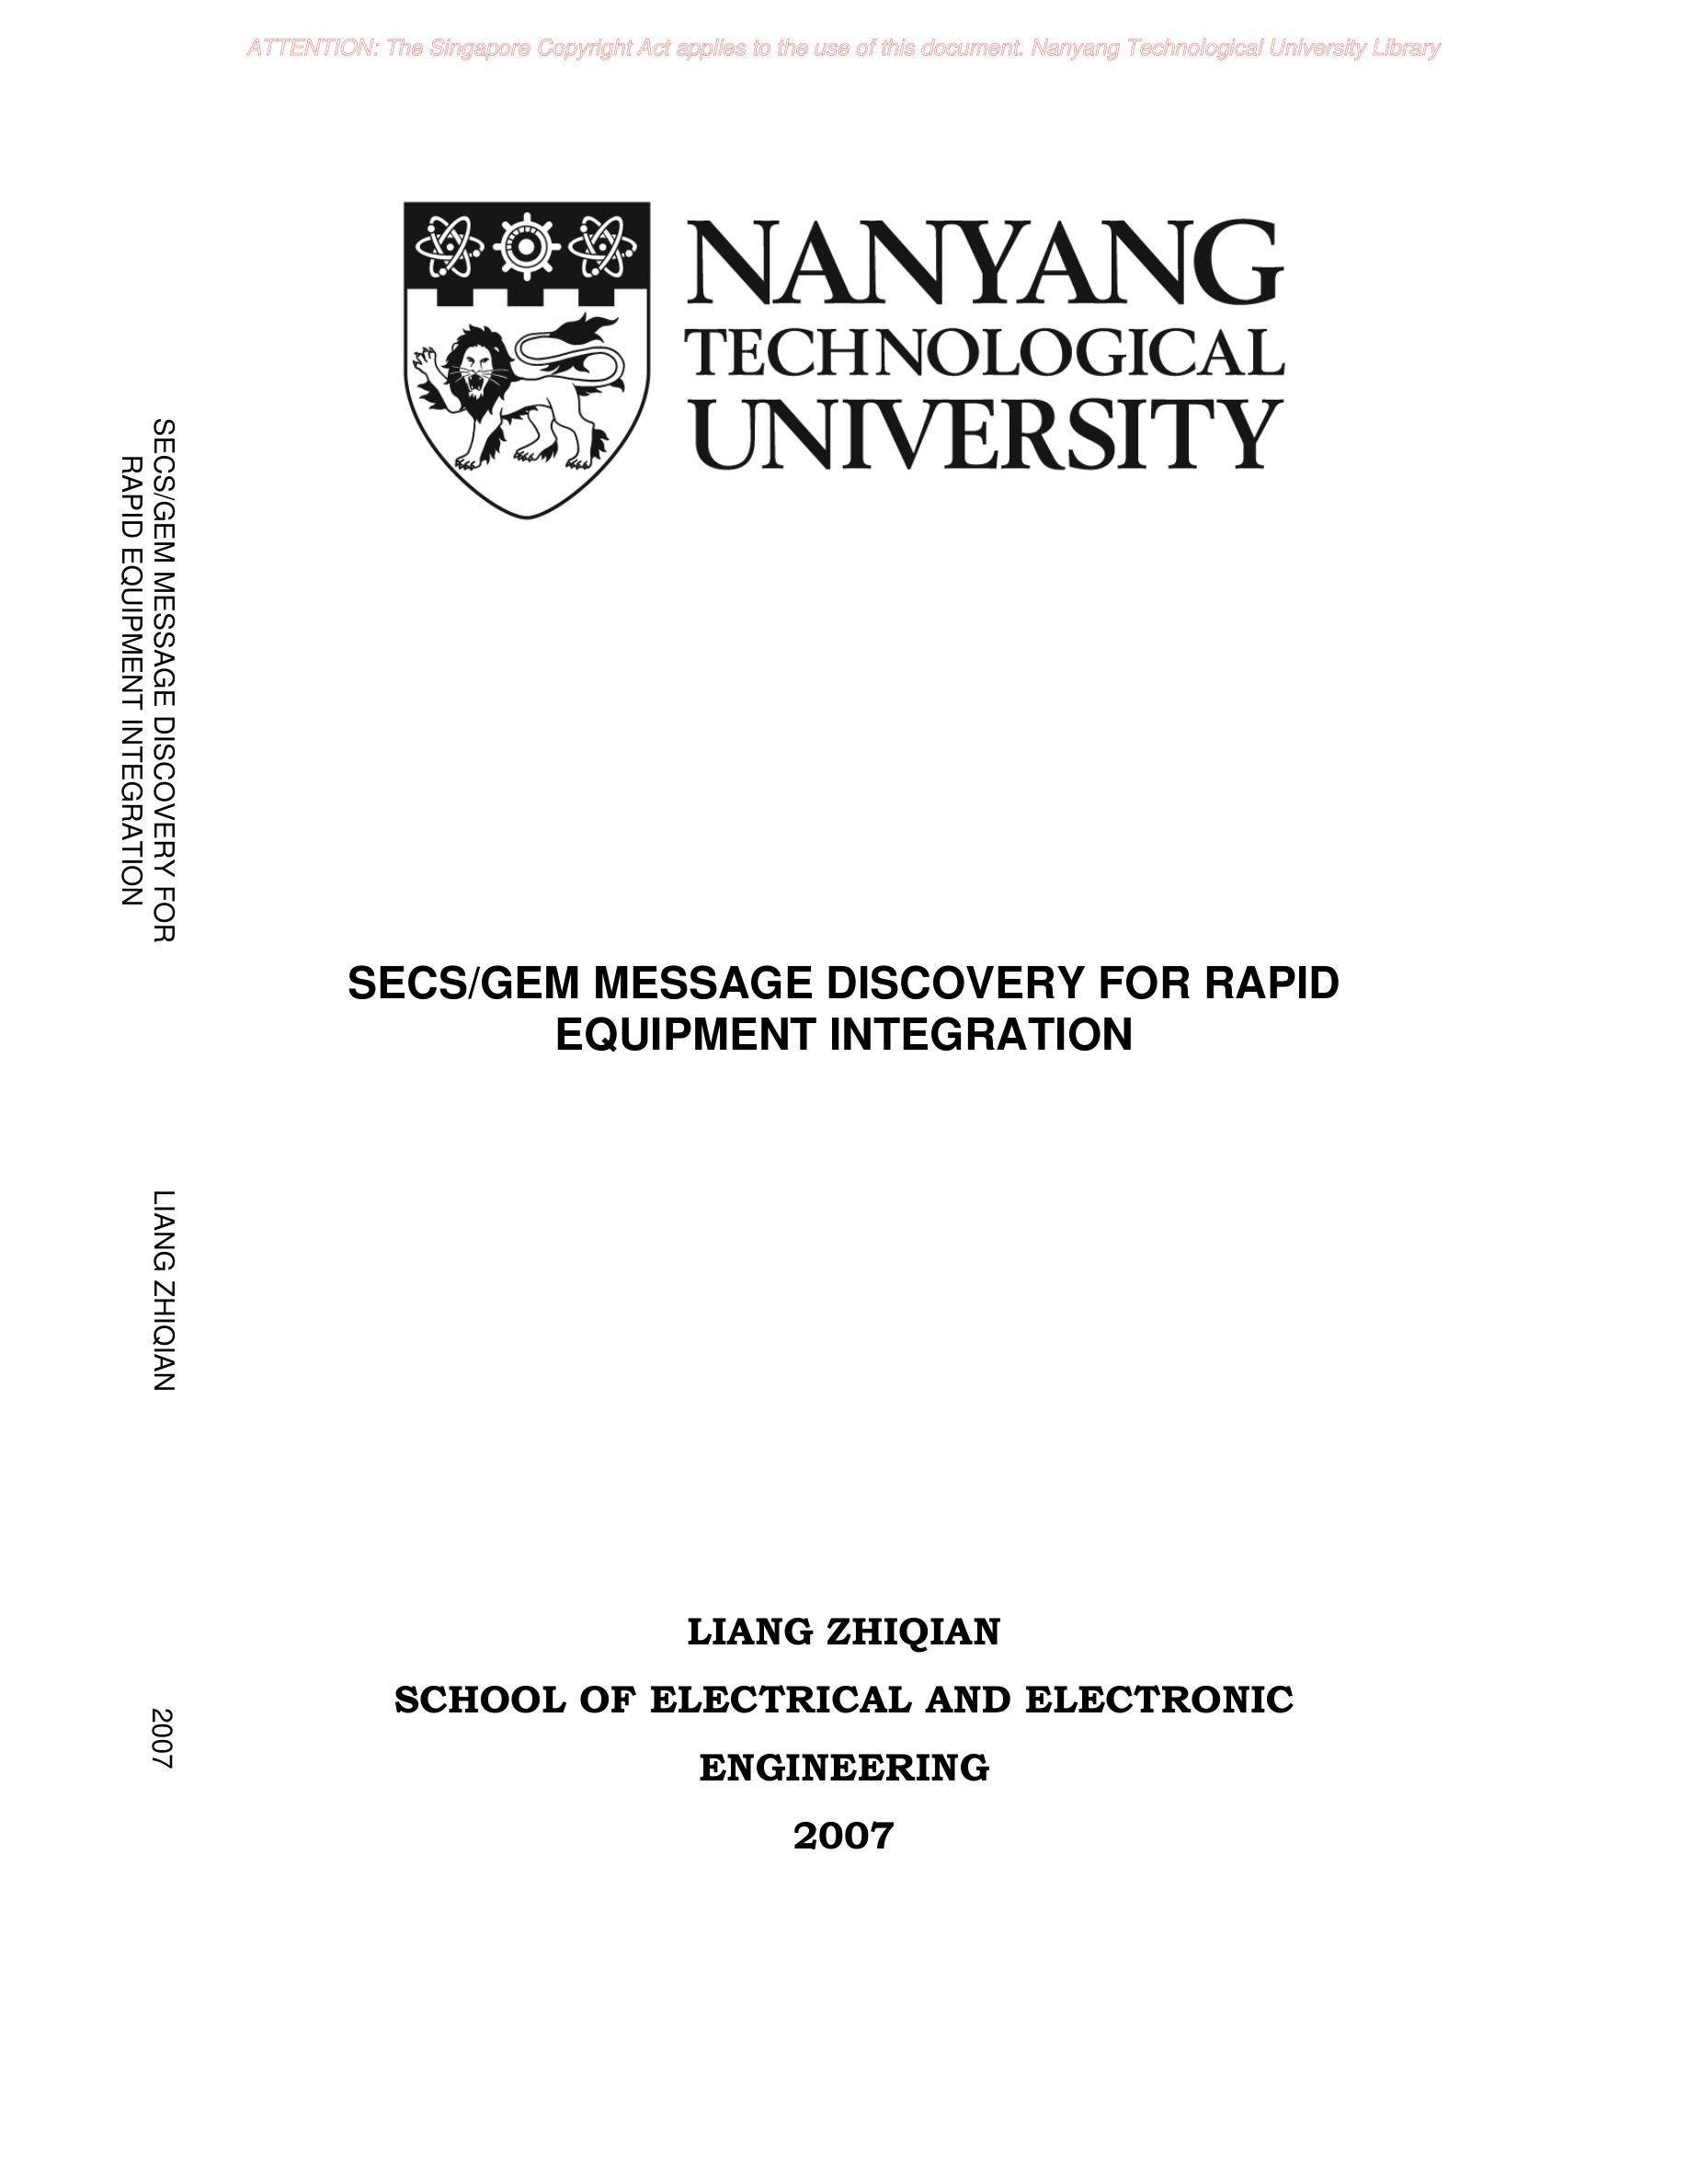 ATTENTION: The Singapore Copyright Act applies to the use of this document. Nanyang Technological University Library
NANYANG
TECHNOLOGICAL
UNIVERSITY
SECS/GEM MESSAGE DISCOVERY FOR
RAPID EQUIPMENT INTEGRATION
LIANG ZHIQIAN
2007
SECS/GEM MESSAGE DISCOVERY FOR RAPID
EQUIPMENT INTEGRATION
LIANG ZHIQIAN
SCHOOL OF ELECTRICAL AND ELECTRONIC
ENGINEERING
2007